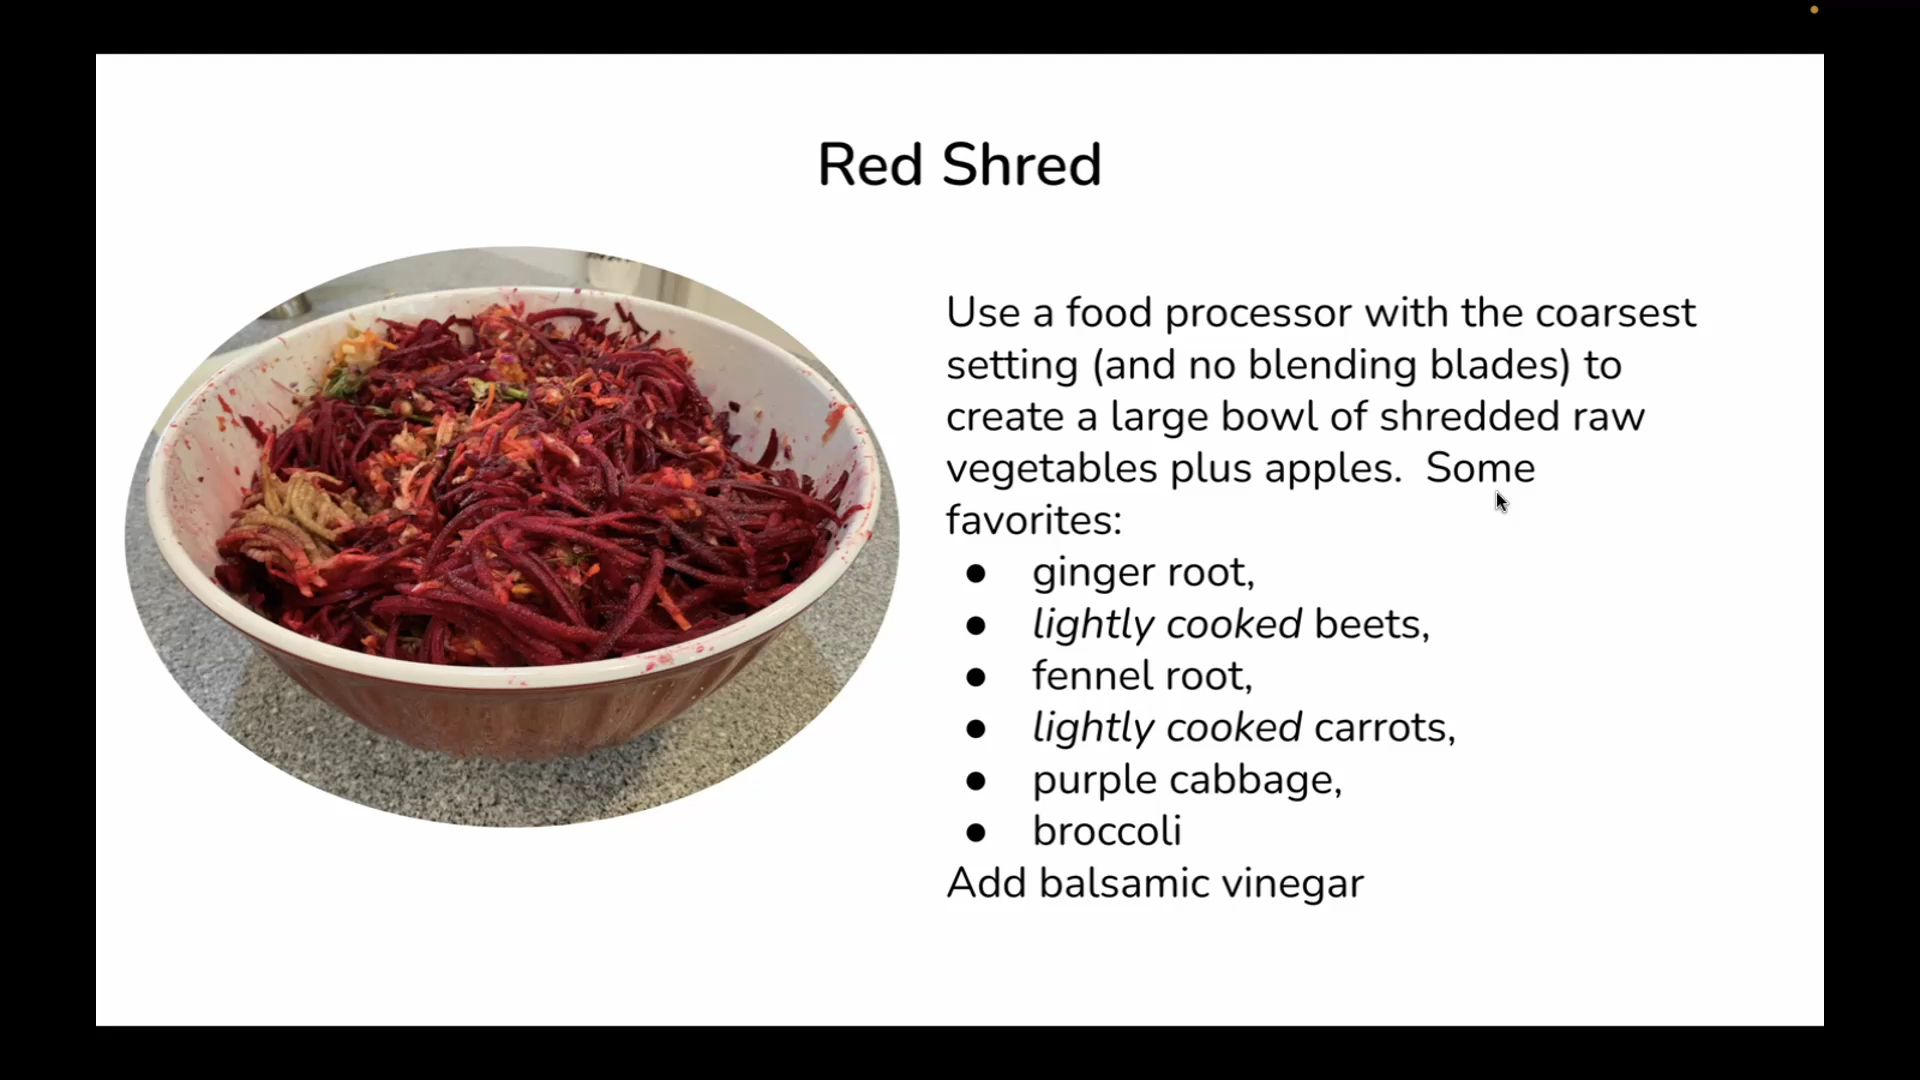 Red Shred
Use a food processor with the coarsest
setting (and no blending blades) to
create a large bowl of shredded raw
vegetables plus apples.  Some
favorites:
● ginger root,
● lightly cooked beets,
● fennel root,
● lightly cooked carrots,
● purple cabbage,
● broccoli
Add balsamic vinegar